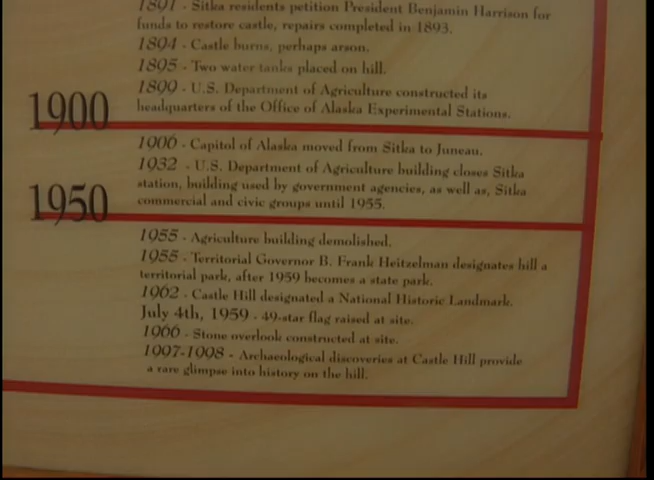 1891 - Sitka residents petition President Benjamin Harrison for
funds to restore castle, repairs completed in 1893.
1894 - Castle burns, perhaps arson.
1895 - Two water tanks placed on hill.
1899 - U.S. Department of Agriculture constructed its
headquarters of the Office of Alaska Experimental Stations.
1900
1906 - Capitol of Alaska moved from Sitka to Juneau.
1932 - U.S. Department of Agriculture building closes Sitka
station, building used by government agencies, as well as, Sitka
commercial and civic groups until 1955.
1950
1955 - Agriculture building demolished.
1955 - Territorial Governor B. Frank Heitzelman designates hill a
territorial park, after 1959 becomes a state park.
1962 - Castle Hill designated a National Historic Landmark.
July 4th, 1959 - 49-star flag raised at site.
1966 - Stone overlook constructed at site.
1997-1998 - Archaeological discoveries at Castle Hill provide
a rare glimpse into history on the hill.